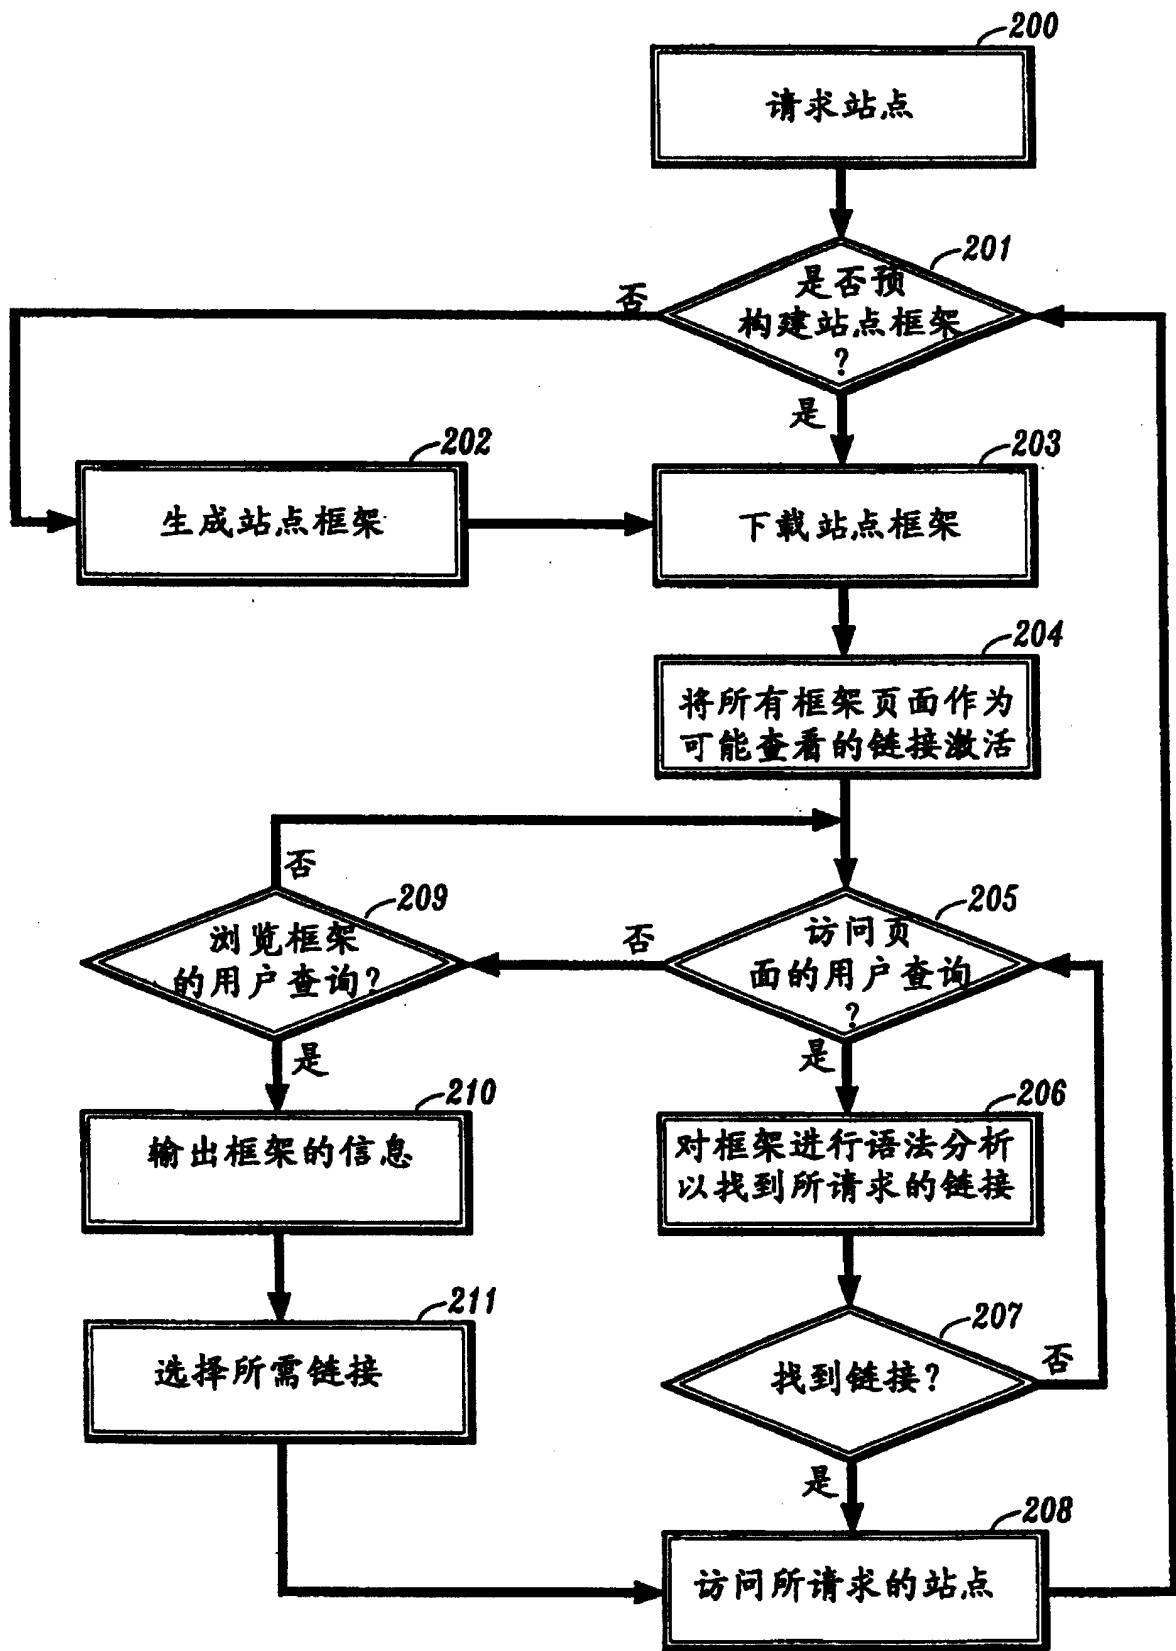 200
请求站点
201
是否预
构建站点框架
?
否
是
202
生成站点框架
203
下载站点框架
204
将所有框架页面作为
可能查看的链接激活
否
209
浏览框架
的用户查询?
否
205
访问页
面的用户查询
?
是
是
210
输出框架的信息
206
对框架进行语法分析
以找到所请求的链接
211
选择所需链接
207
找到链接?
否
是
208
访问所请求的站点